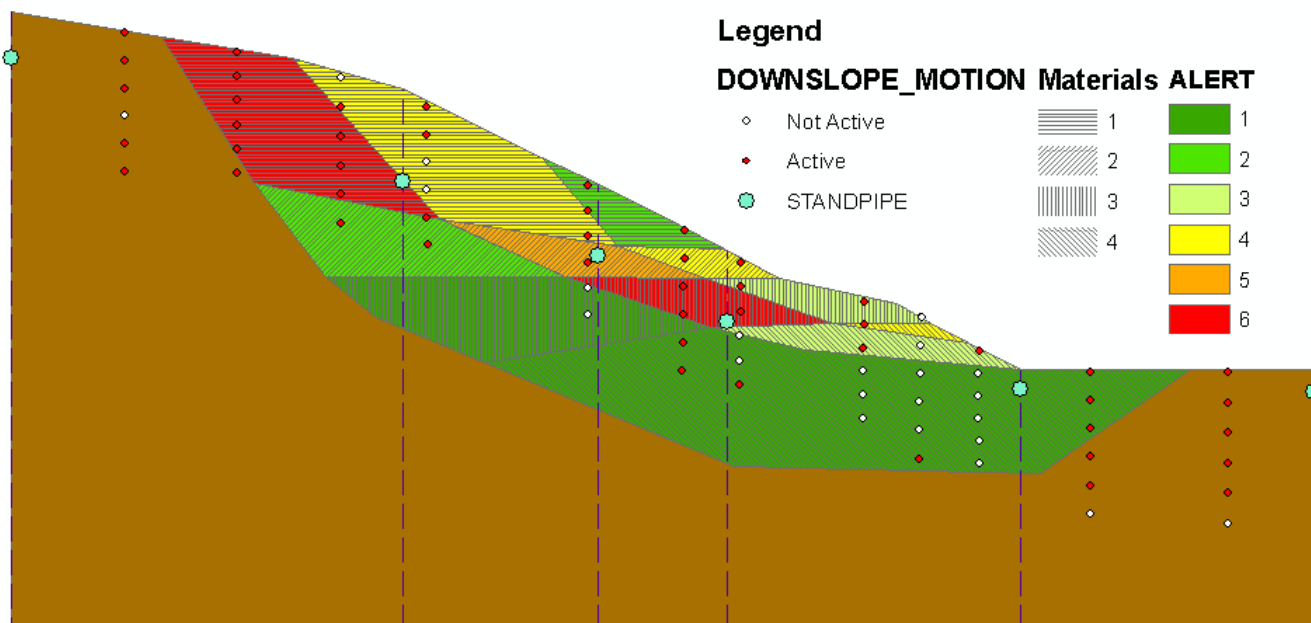 Legend
DOWNSLOPE_MOTION Materials ALERT
Not Active 1 1
Active 2 2
STANDPIPE 3 3
4 4
5
6